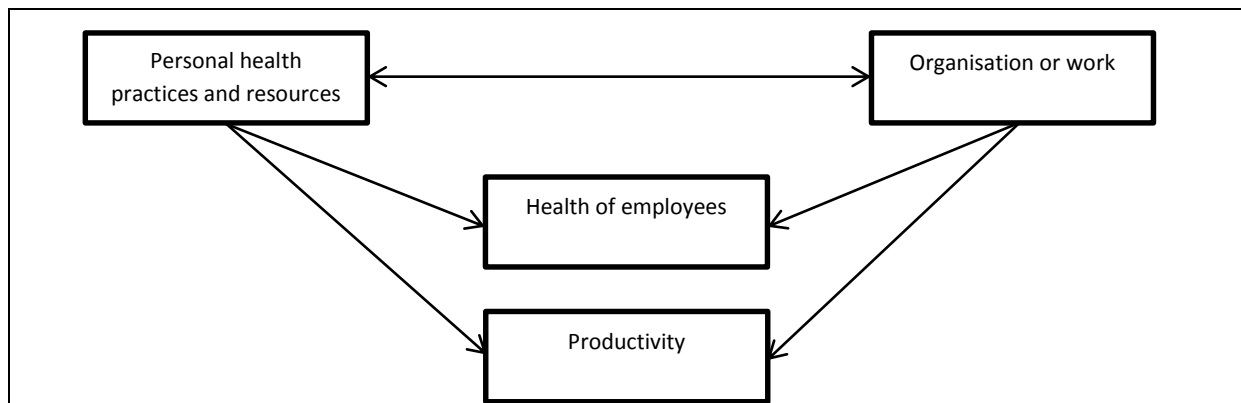 Personal health
practices and resources
Organisation or work
Health of employees
Productivity